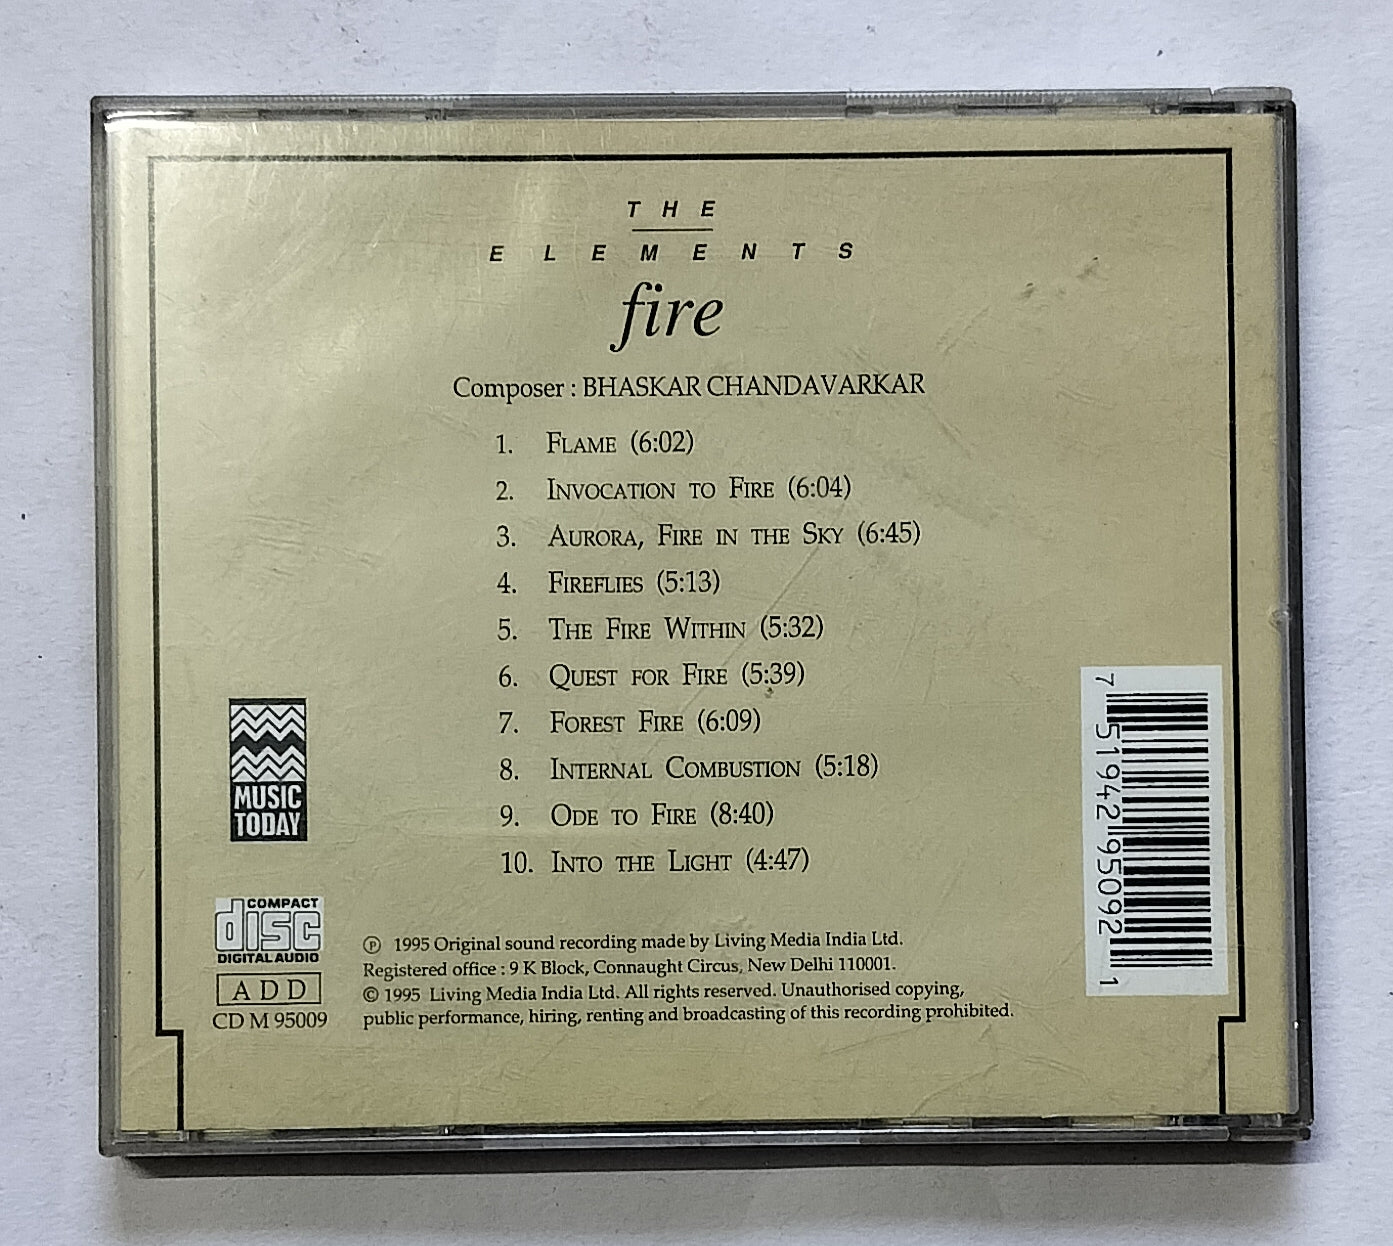 THE
ELEMENTS
fire
Composer : BHASKAR CHANDAVARKAR
1. FLAME (6:02)
2. INVOCATION TO FIRE (6:04)
3. AURORA, FIRE IN THE SKY (6:45)
4. FIREFLIES (5:13)
5. THE FIRE WITHIN (5:32)
6. QUEST FOR FIRE (5:39)
7. FOREST FIRE (6:09)
8. INTERNAL COMBUSTION (5:18)
9. ODE TO FIRE (8:40)
10. INTO THE LIGHT (4:47)
MUSIC
TODAY
COMPACT
disc
DIGITAL AUDIO
ADD
CD M 95009
Ⓟ 1995 Original sound recording made by Living Media India Ltd.
Registered office : 9 K Block, Connaught Circus, New Delhi 110001.
© 1995 Living Media India Ltd. All rights reserved. Unauthorised copying,
public performance, hiring, renting and broadcasting of this recording prohibited.
7 51942 95092 1